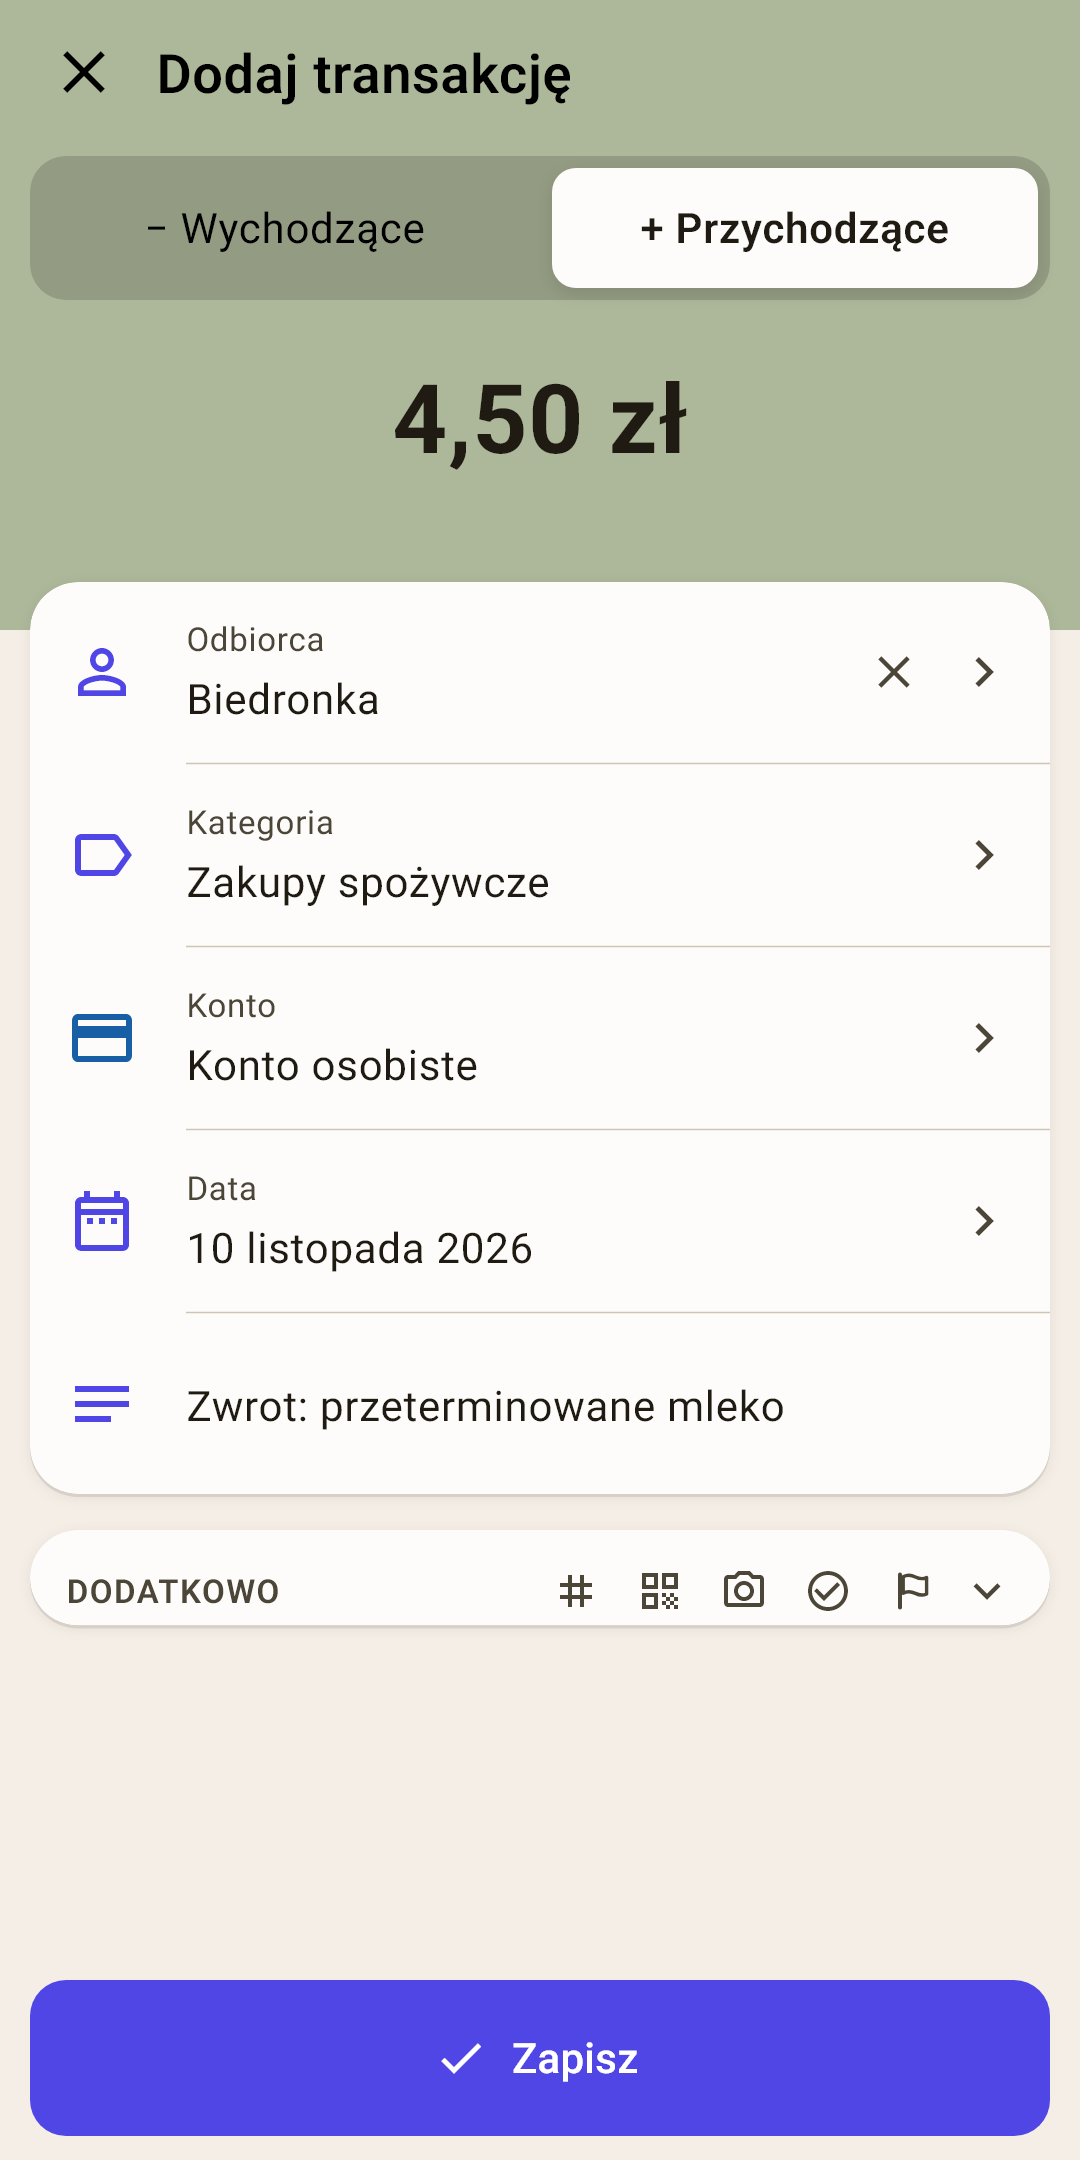 Dodaj transakcję
− Wychodzące
+ Przychodzące
4,50 zł
Odbiorca
Biedronka
Kategoria
Zakupy spożywcze
Konto
Konto osobiste
Data
10 listopada 2026
Zwrot: przeterminowane mleko
DODATKOWO
Zapisz